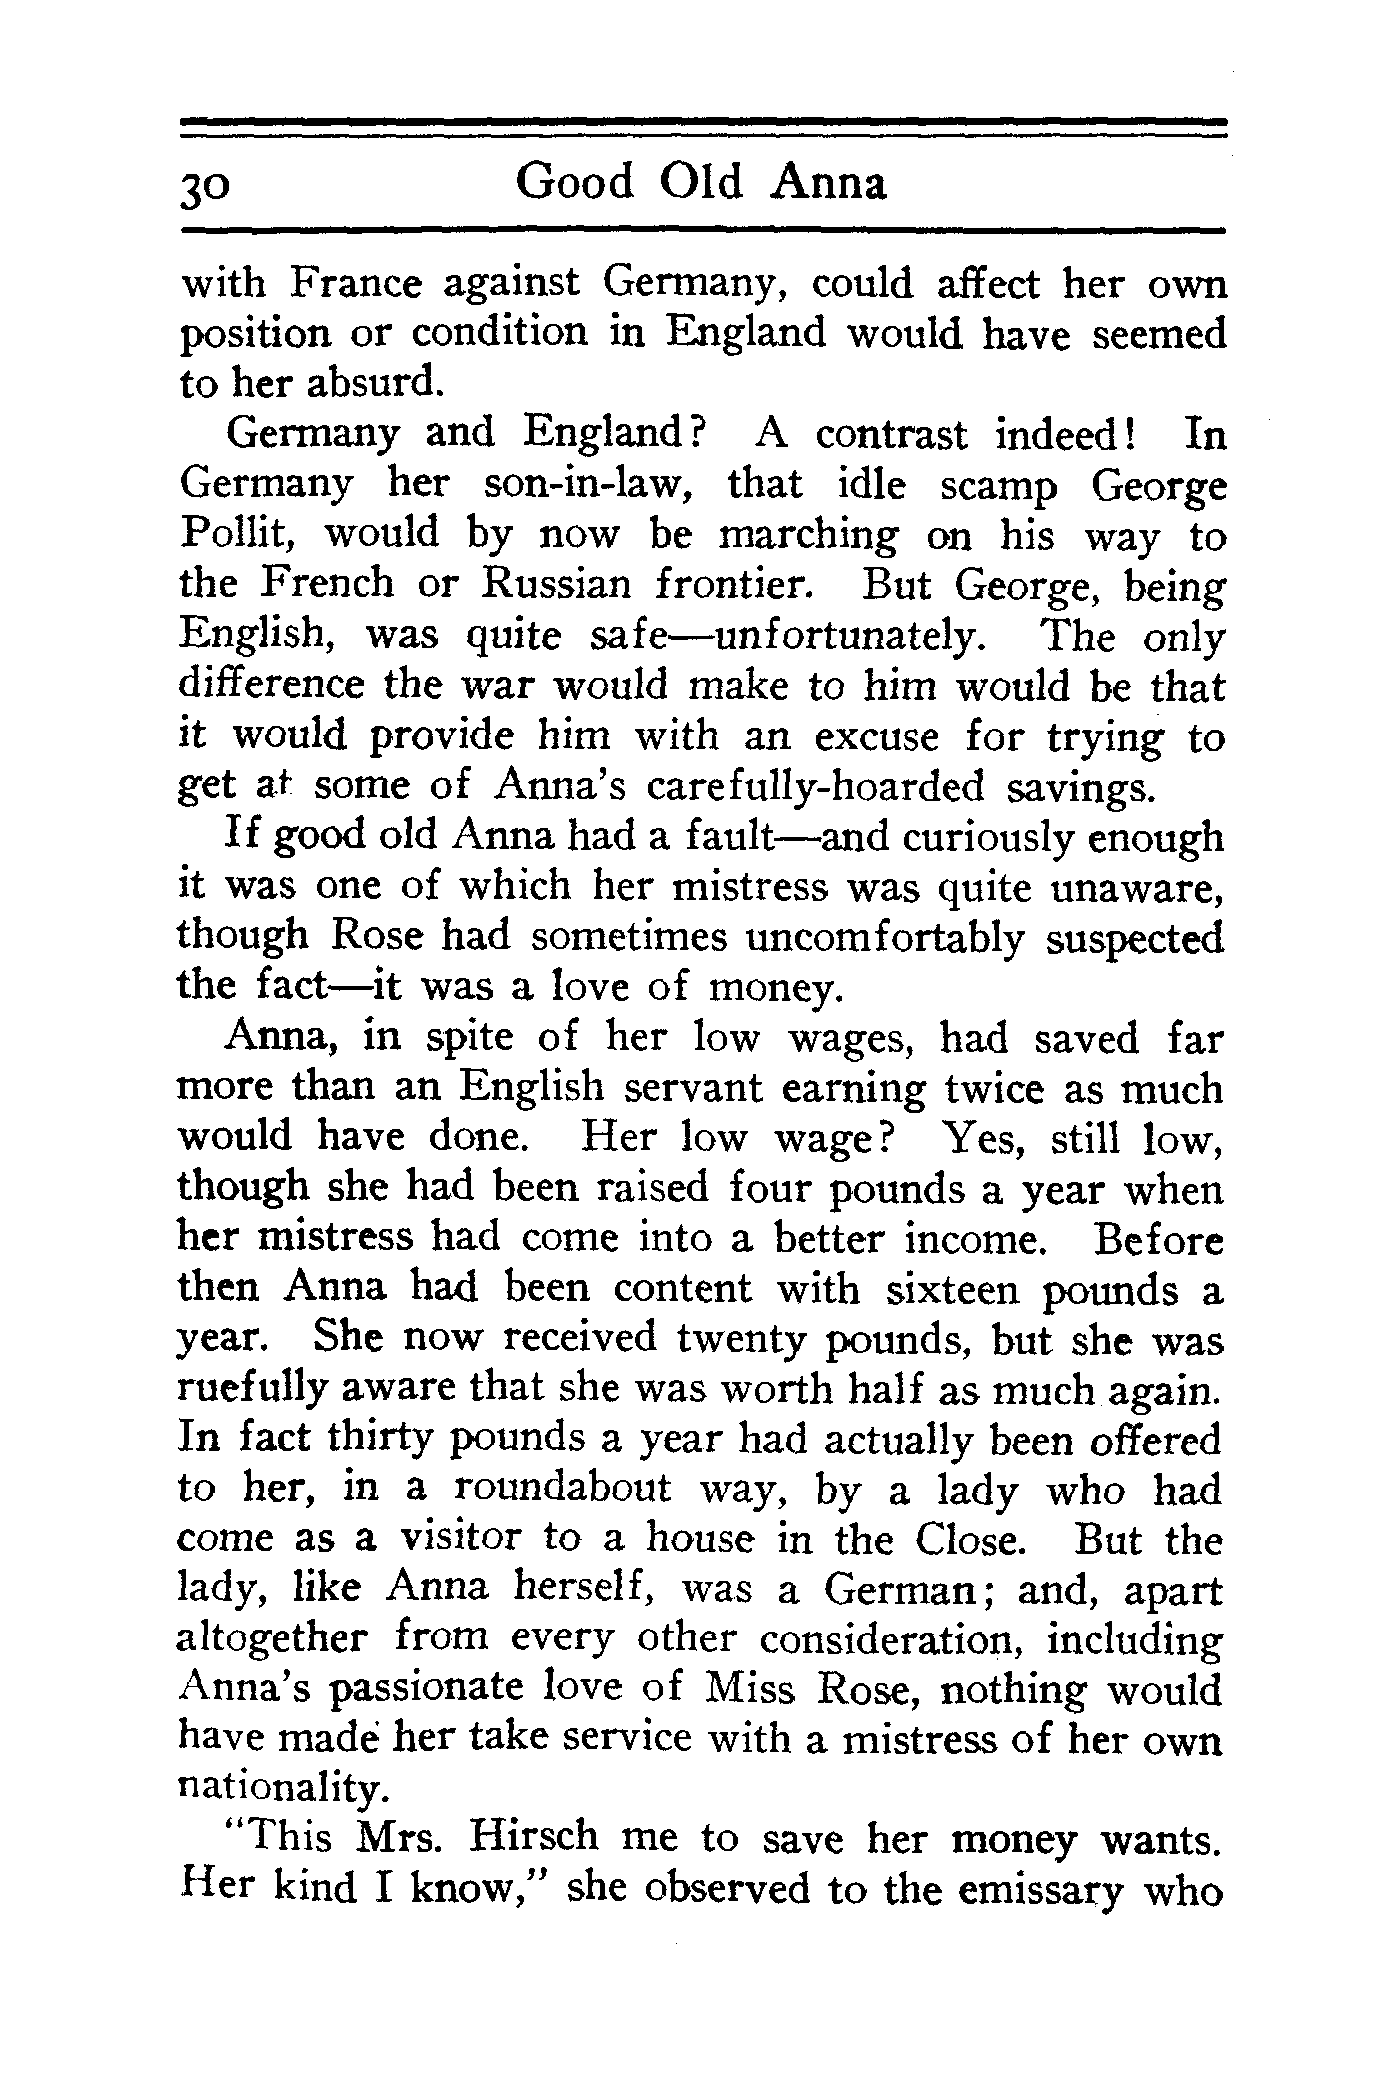 30 Good Old Anna
with France against Germany, could affect her own
position or condition in England would have seemed
to her absurd.
Germany and England? A contrast indeed! In
Germany her son-in-law, that idle scamp George
Pollit, would by now be marching on his way to
the French or Russian frontier. But George, being
English, was quite safe—unfortunately. The only
difference the war would make to him would be that
it would provide him with an excuse for trying to
get at some of Anna's carefully-hoarded savings.
If good old Anna had a fault—and curiously enough
it was one of which her mistress was quite unaware,
though Rose had sometimes uncomfortably suspected
the fact—it was a love of money.
Anna, in spite of her low wages, had saved far
more than an English servant earning twice as much
would have done. Her low wage? Yes, still low,
though she had been raised four pounds a year when
her mistress had come into a better income. Before
then Anna had been content with sixteen pounds a
year. She now received twenty pounds, but she was
ruefully aware that she was worth half as much again.
In fact thirty pounds a year had actually been offered
to her, in a roundabout way, by a lady who had
come as a visitor to a house in the Close. But the
lady, like Anna herself, was a German; and, apart
altogether from every other consideration, including
Anna's passionate love of Miss Rose, nothing would
have made her take service with a mistress of her own
nationality.
"This Mrs. Hirsch me to save her money wants.
Her kind I know," she observed to the emissary who